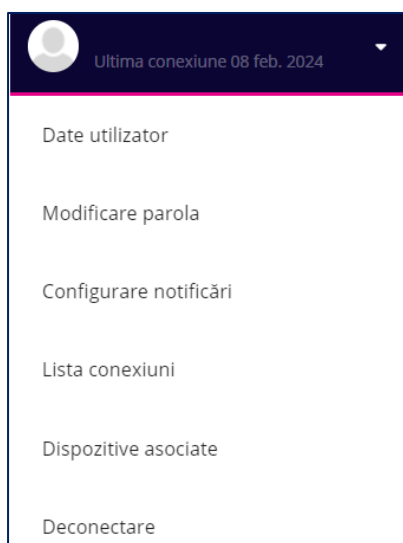 Ultima conexiune 08 feb. 2024
Date utilizator
Modificare parola
Configurare notificări
Lista conexiuni
Dispozitive asociate
Deconectare